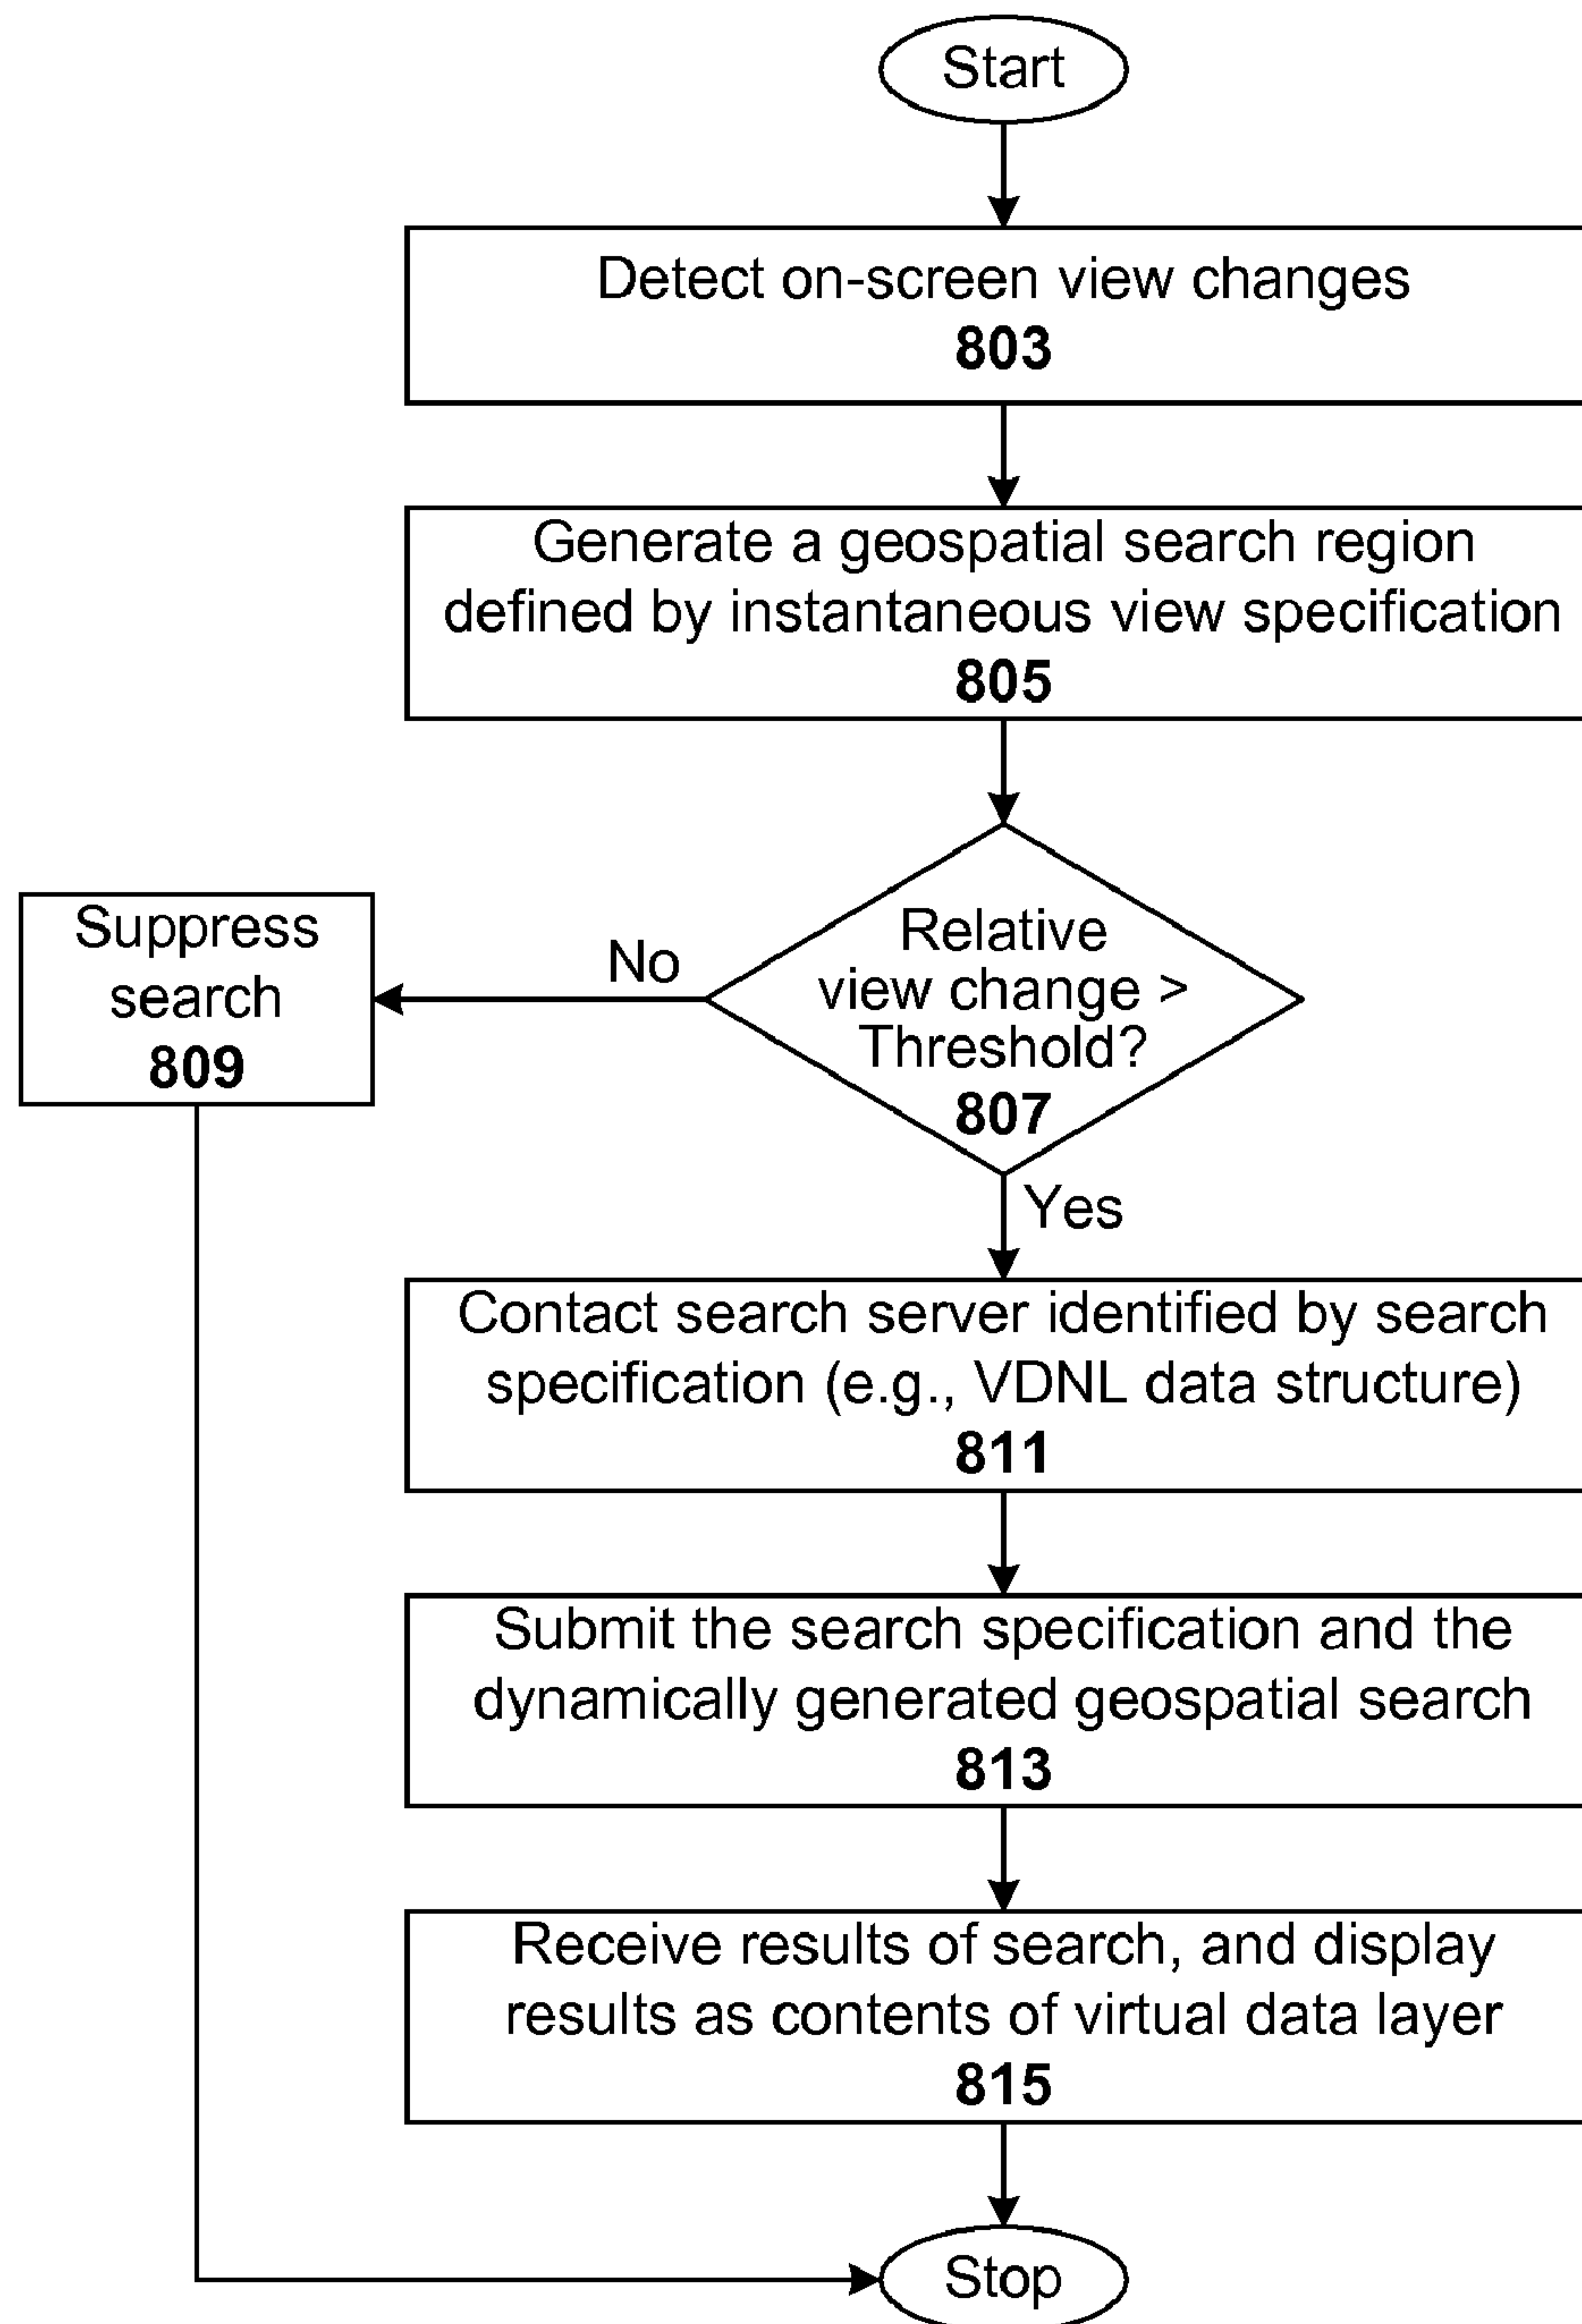 Start
Detect on-screen view changes
803
Generate a geospatial search region
defined by instantaneous view specification
805
Relative
view change >
Threshold?
807
No
Suppress
search
809
Yes
Contact search server identified by search
specification (e.g., VDNL data structure)
811
Submit the search specification and the
dynamically generated geospatial search
813
Receive results of search, and display
results as contents of virtual data layer
815
Stop